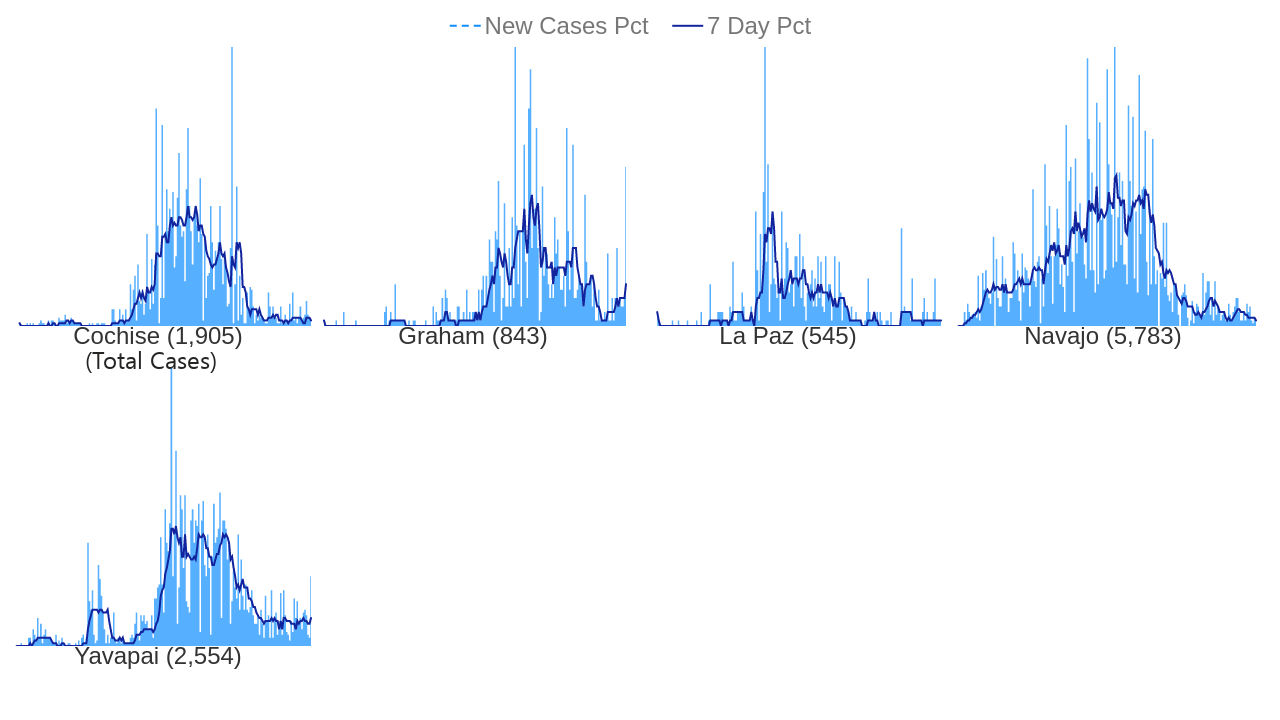 New Cases Pct 7 Day Pct
Cochise (1,905) Graham (843) La Paz (545) Navajo (5,783)
(Total Cases)
Yavapai (2,554)